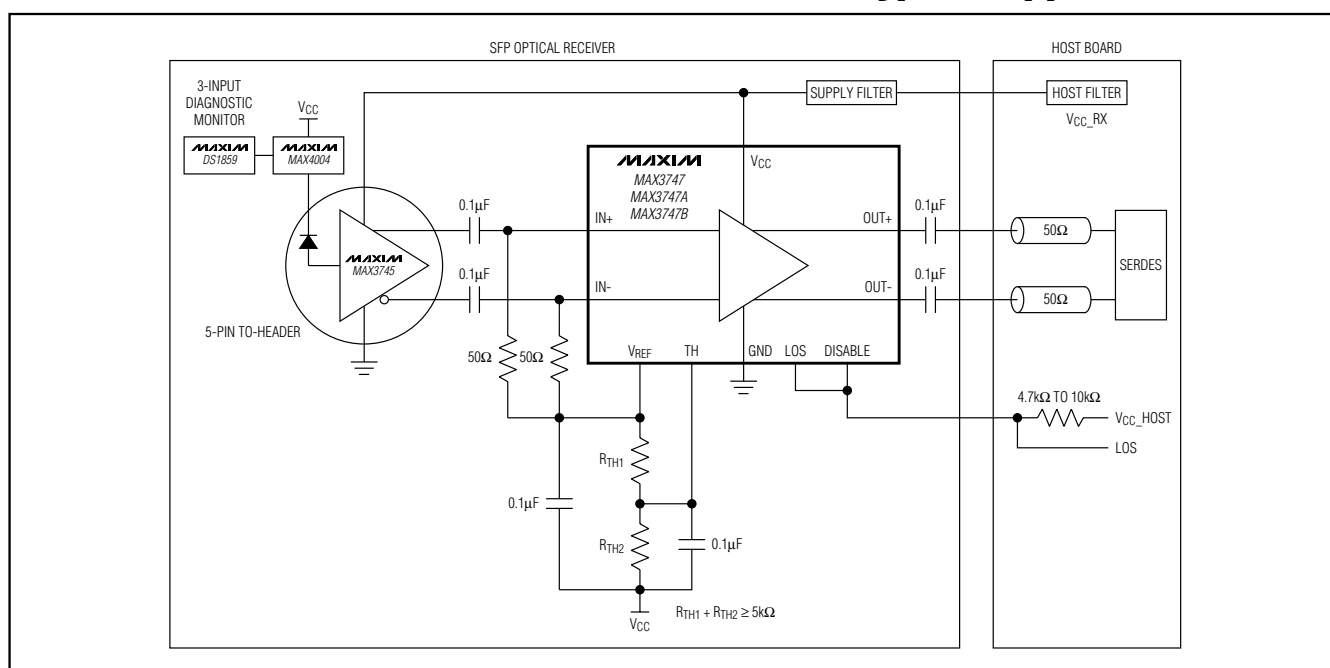 SFP OPTICAL RECEIVER
HOST BOARD
3-INPUT
DIAGNOSTIC
MONITOR
VCC
MAXIM
DS1859
MAXIM
MAX4004
SUPPLY FILTER
HOST FILTER
VCC_RX
MAXIM
MAX3747
MAX3747A
MAX3747B
VCC
0.1µF
IN+
OUT+
0.1µF
50Ω
MAXIM
MAX3745
0.1µF
IN-
OUT-
0.1µF
50Ω
SERDES
5-PIN TO-HEADER
50Ω
50Ω
VREF
TH
GND
LOS
DISABLE
4.7kΩ TO 10kΩ
VCC_HOST
LOS
RTH1
0.1µF
RTH2
0.1µF
VCC
RTH1 + RTH2 ≥ 5kΩ